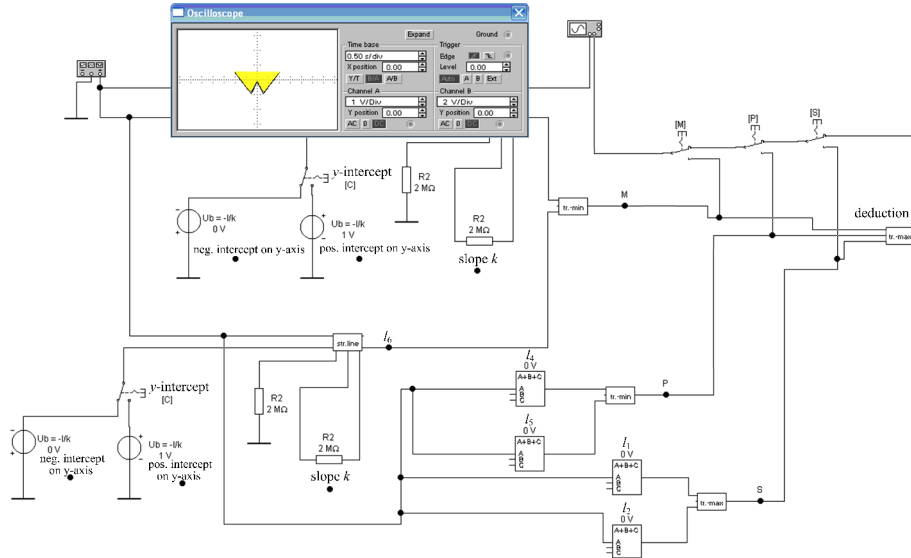 Oscilloscope
Expand
Ground
Time base
0.50 s/div
X position 0.00
Y/T B/A A/B
Trigger
Edge
Level 0.00
Auto A B Ext
Channel A
1 V/Div
Y position 0.00
AC 0 DC
Channel B
2 V/Div
Y position 0.00
AC 0 DC
[M]
[P]
[S]
y-intercept
[C]
R2
2 MΩ
Ub = -l/k
0 V
neg. intercept on y-axis
Ub = -l/k
1 V
pos. intercept on y-axis
R2
2 MΩ
slope k
tr.-min
M
deduction
tr.-max
str.line
l6
y-intercept
[C]
R2
2 MΩ
R2
2 MΩ
slope k
Ub = -l/k
0 V
neg. intercept
on y-axis
Ub = -l/k
1 V
pos. intercept
on y-axis
l4
0 V
A+B+C
A
B
C
tr.-min
P
l5
0 V
A+B+C
A
B
C
l1
0 V
A+B+C
A
B
C
tr.-max
S
l2
0 V
A+B+C
A
B
C